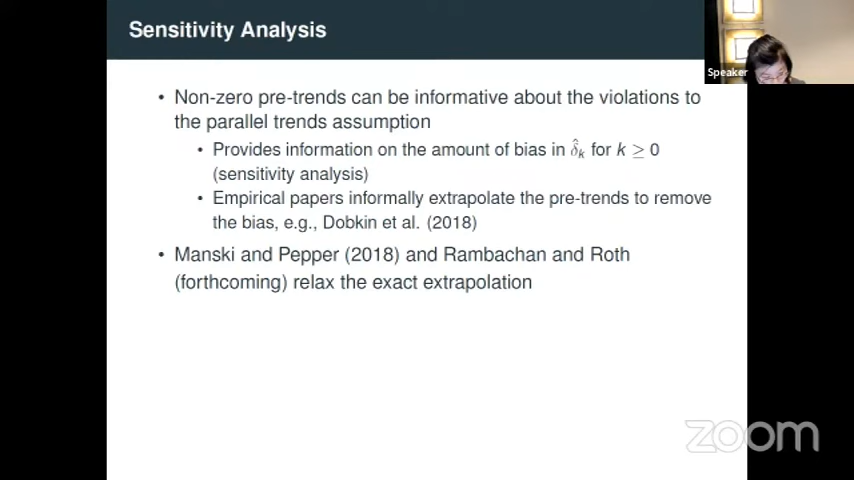 Sensitivity Analysis
Speaker
• Non-zero pre-trends can be informative about the violations to
the parallel trends assumption
• Provides information on the amount of bias in δ̂ₖ for k ≥ 0
(sensitivity analysis)
• Empirical papers informally extrapolate the pre-trends to remove
the bias, e.g., Dobkin et al. (2018)
• Manski and Pepper (2018) and Rambachan and Roth
(forthcoming) relax the exact extrapolation
zoom